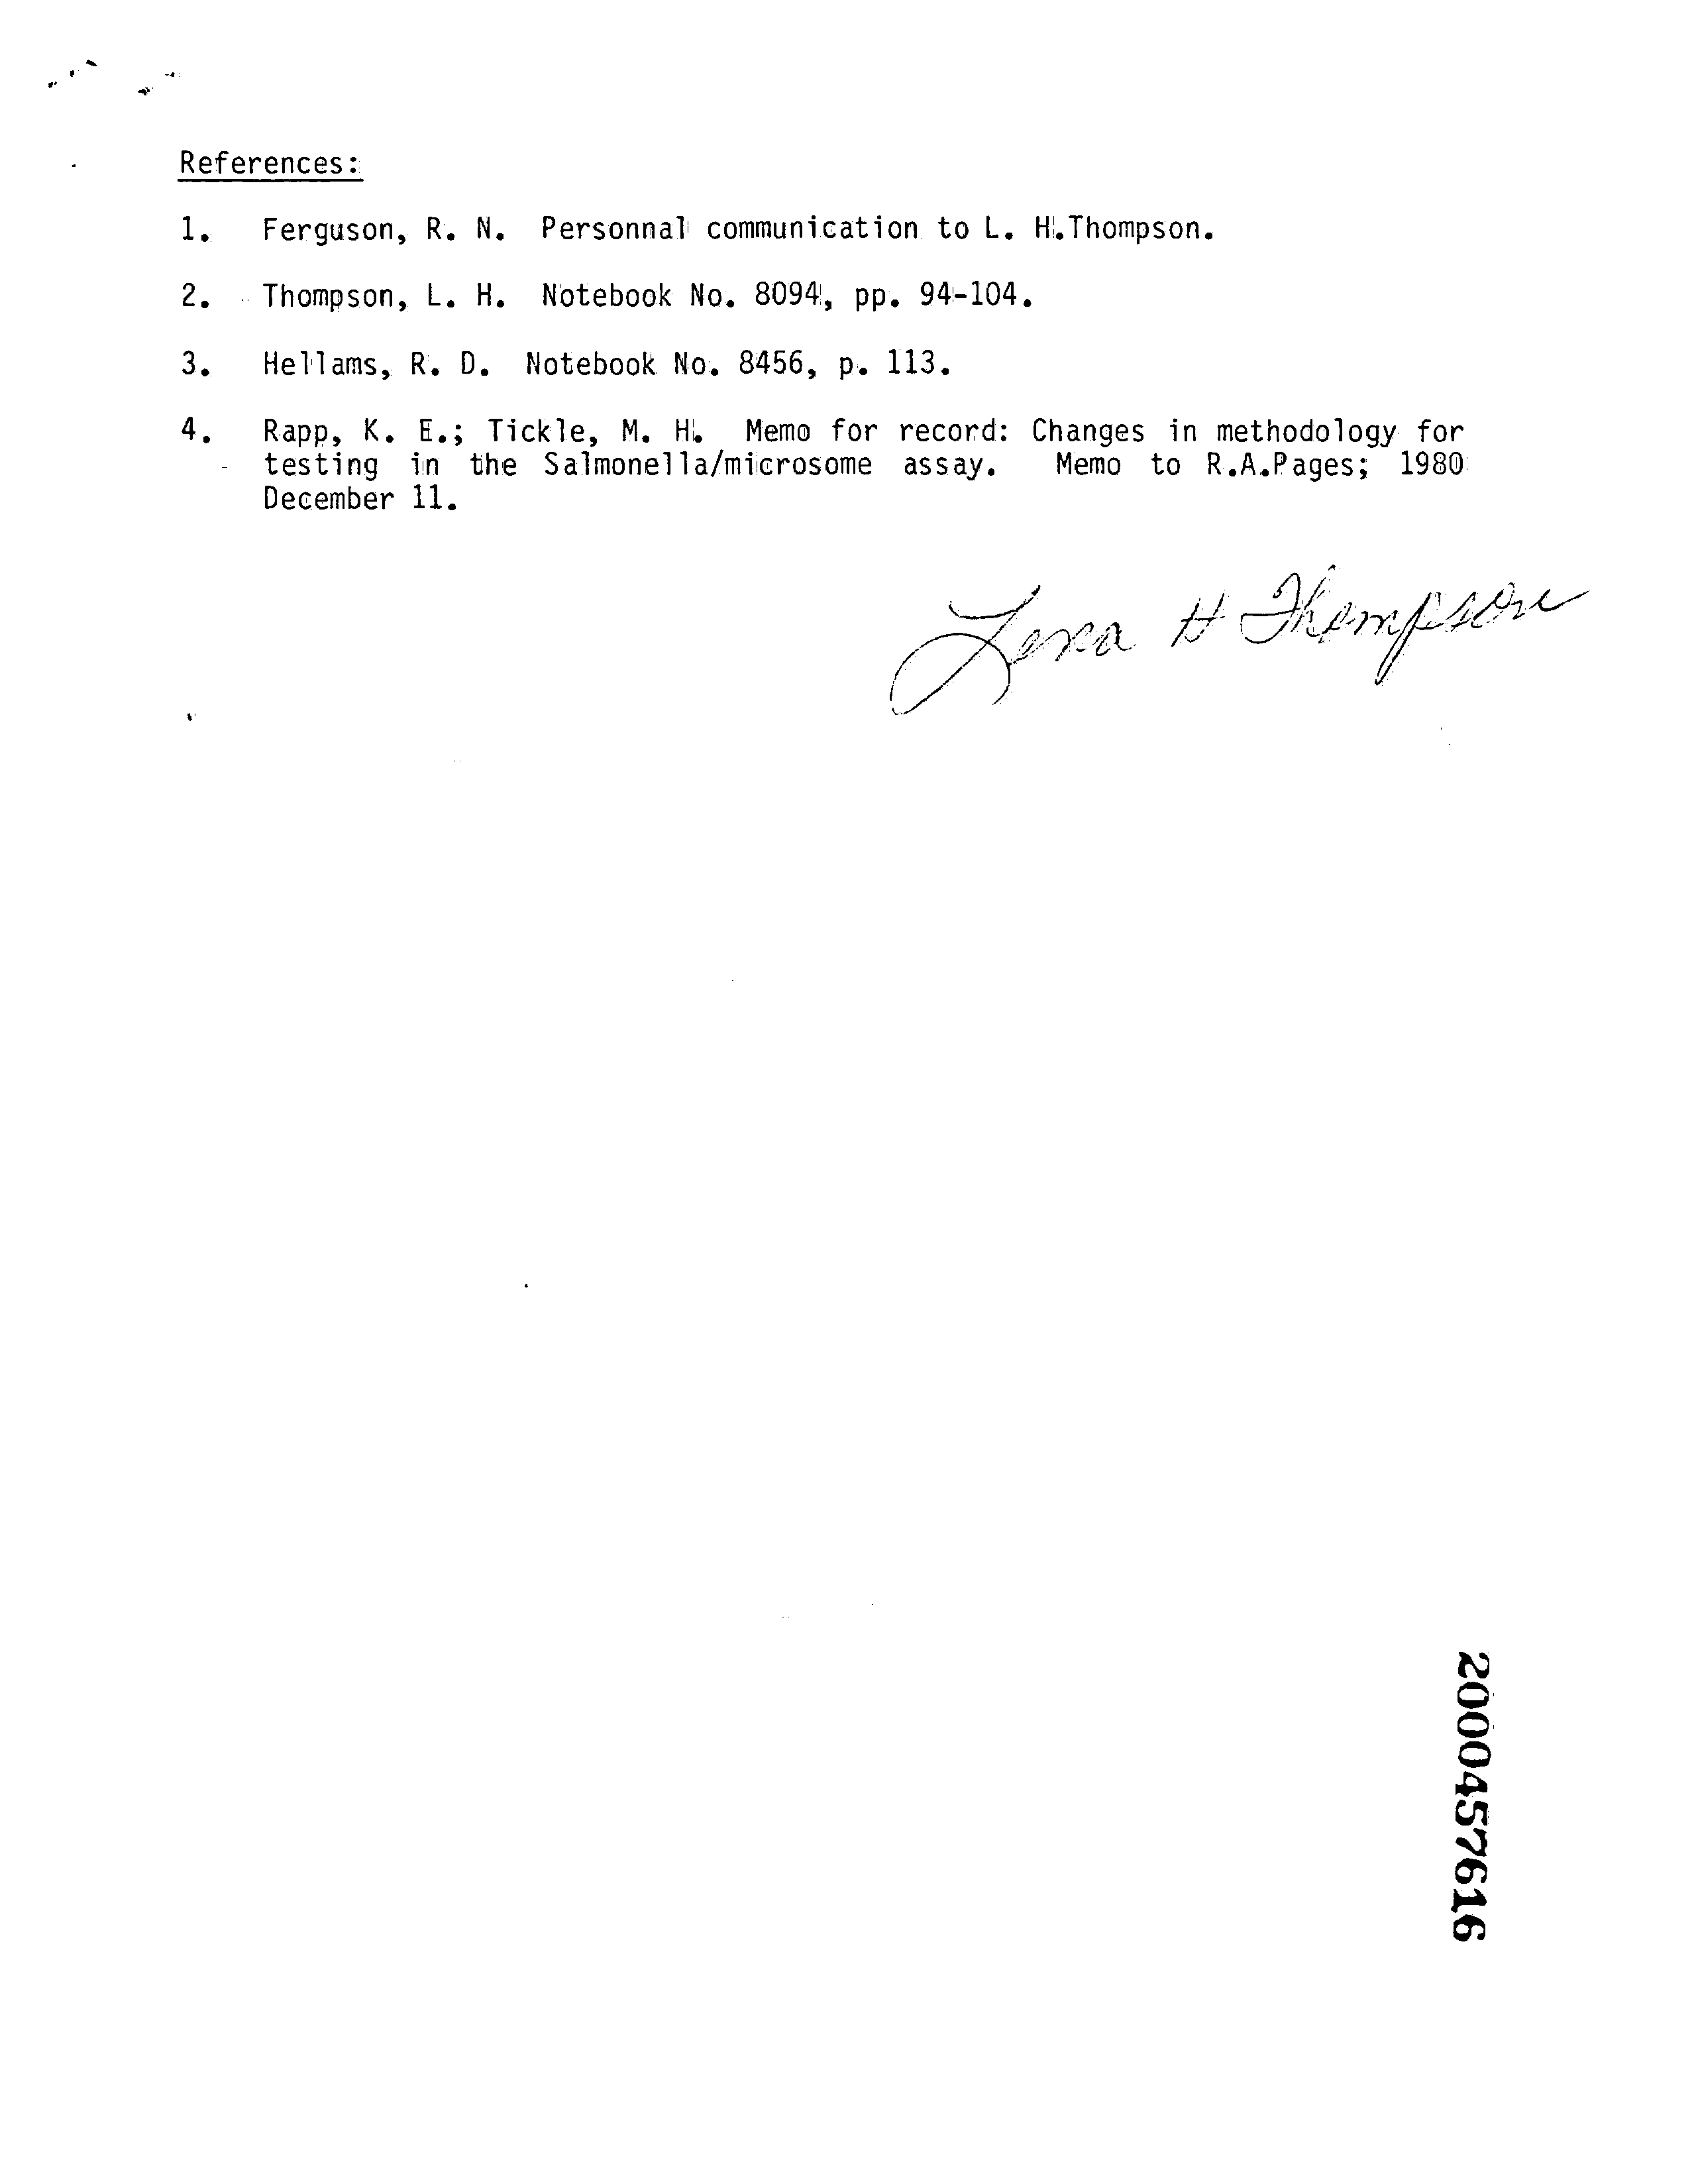 References:
1. Ferguson, R. N. Personnal communication to L. H.Thompson.
2. Thompson, L. H. Notebook No. 8094, pp. 94-104.
3. Hellams, R. D. Notebook No. 8456, p. 113.
4. Rapp, K. E.; Tickle, M. H. Memo for record: Changes in methodology for
testing in the Salmonella/microsome assay. Memo to R.A.Pages; 1980
December 11.
Lena H Thompson
2000457616